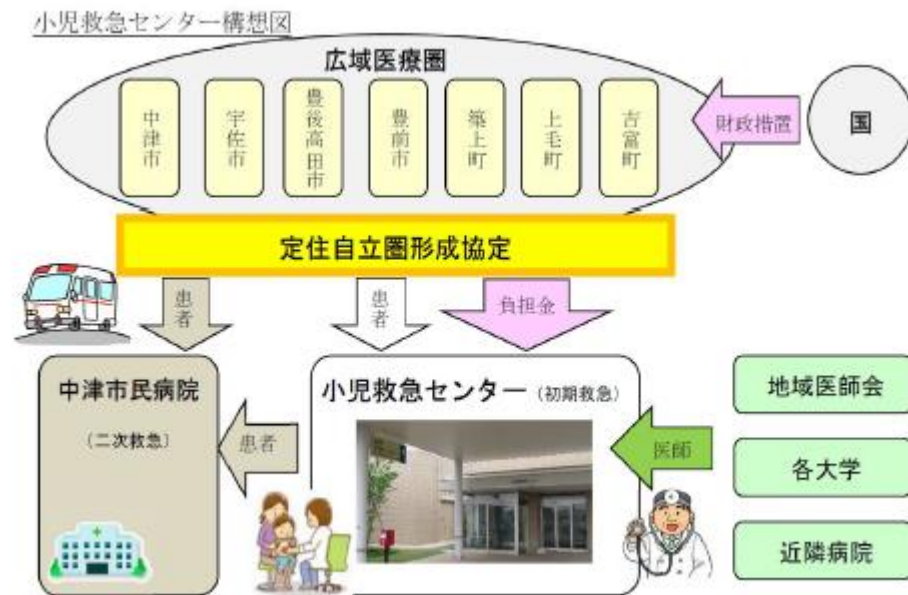 小児救急センター構想図
広域医療圏
中津市
宇佐市
豊後高田市
豊前市
築上町
上毛町
吉富町
財政措置
国
定住自立圏形成協定
患者
患者
負担金
中津市民病院
（二次救急）
患者
小児救急センター（初期救急）
医師
地域医師会
各大学
近隣病院